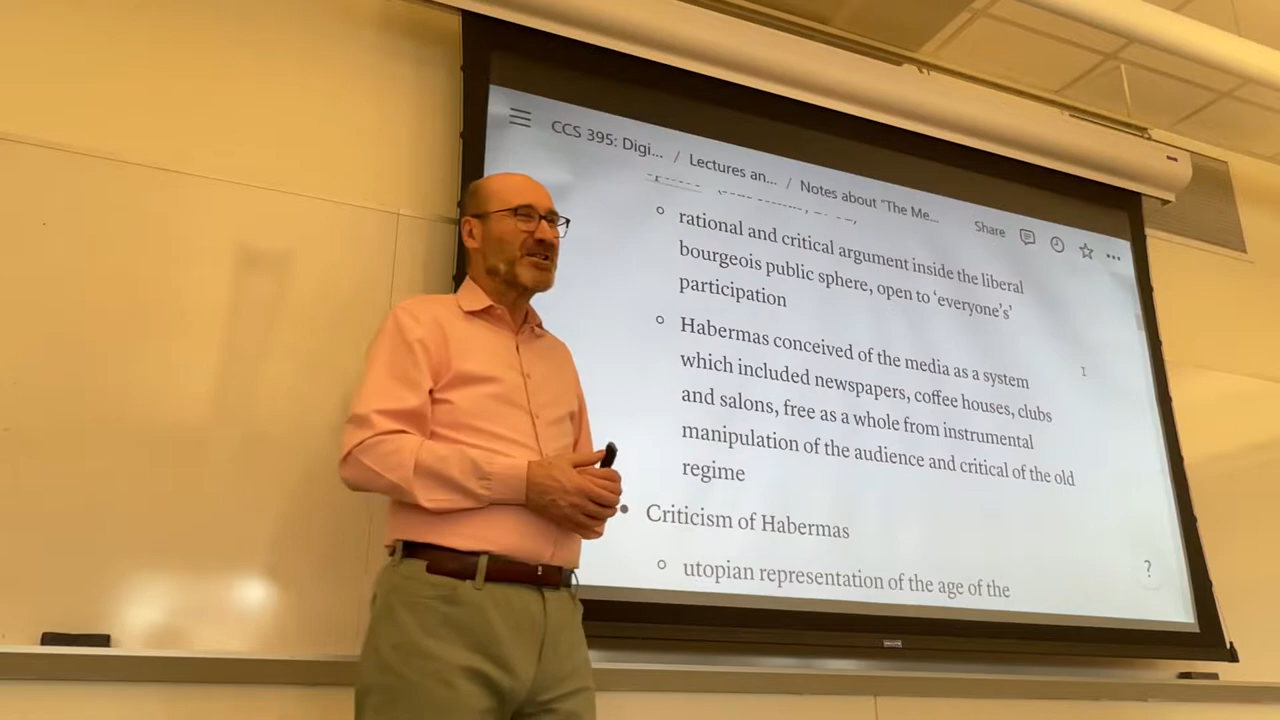 CCS 395: Digi... / Lectures an... / Notes about "The Me...
Share
rational and critical argument inside the liberal
bourgeois public sphere, open to 'everyone's'
participation
Habermas conceived of the media as a system
which included newspapers, coffee houses, clubs
and salons, free as a whole from instrumental
manipulation of the audience and critical of the old
regime
Criticism of Habermas
utopian representation of the age of the
?